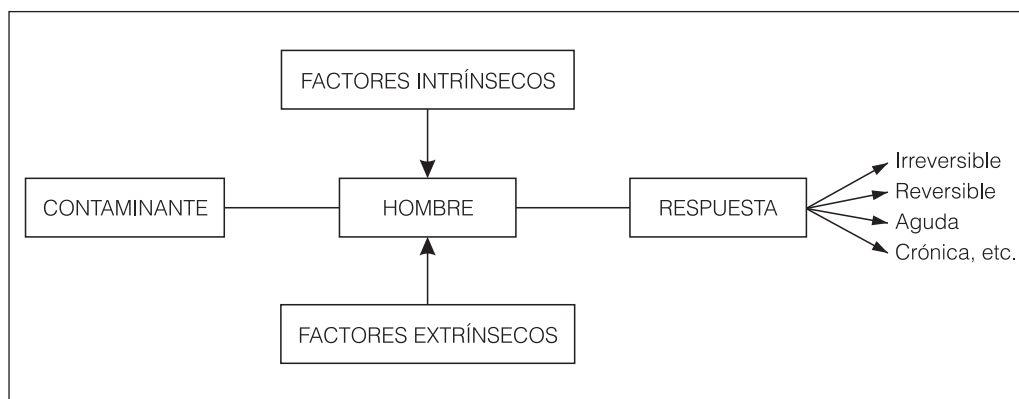 FACTORES INTRÍNSECOS
CONTAMINANTE
HOMBRE
RESPUESTA
Irreversible
Reversible
Aguda
Crónica, etc.
FACTORES EXTRÍNSECOS